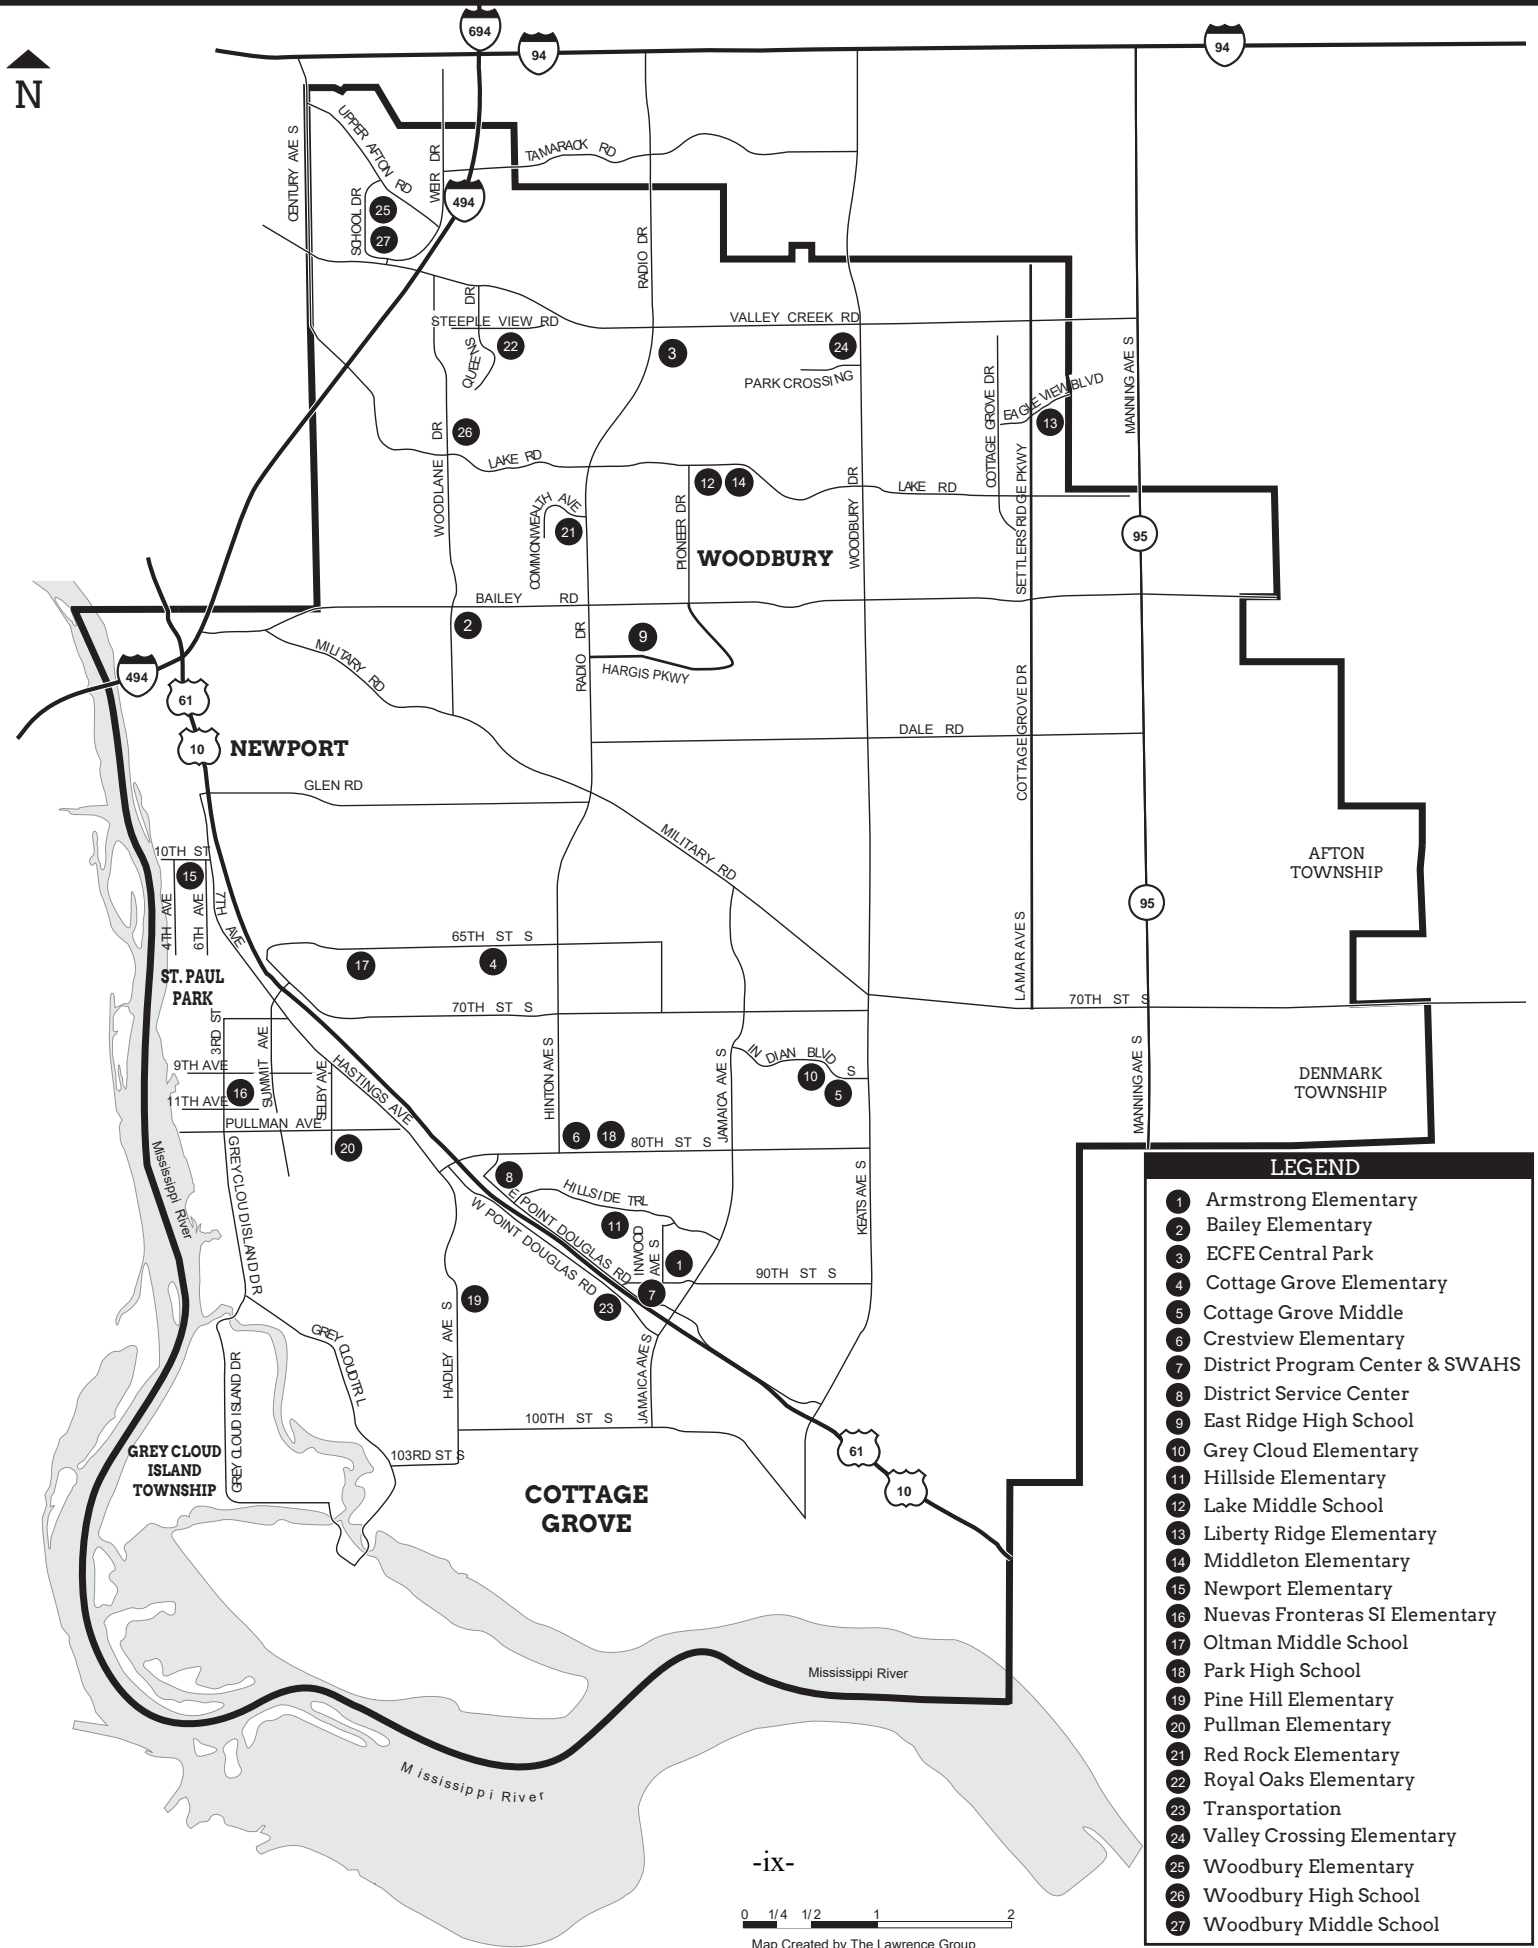 694
94
94
N
CENTURY AVE S
UPPER AFTON RD
WEIR DR
TAMARACK RD
SCHOOL DR
25
494
27
RADIO DR
STEEPLE VIEW RD
QUEENS DR
22
VALLEY CREEK RD
3
24
PARK CROSSING
COTTAGE GROVE DR
EAGLE VIEW BLVD
13
MANNING AVE S
WOODLANE DR
26
LAKE RD
12
14
LAKE RD
COMMONWEALTH AVE
21
PIONEER DR
WOODBURY
WOODBURY DR
SETTLERS RIDGE PKWY
95
BAILEY RD
2
9
RADIO DR
HARGIS PKWY
MILITARY RD
494
61
10
NEWPORT
COTTAGE GROVE DR
DALE RD
GLEN RD
MILITARY RD
10TH ST
15
4TH AVE
6TH AVE
7TH AVE
AFTON
TOWNSHIP
95
LAMAR AVE S
65TH ST S
17
4
ST. PAUL
PARK
70TH ST S
70TH ST S
3RD ST
SUMMIT AVE
9TH AVE
16
11TH AVE
SELBY AVE
HASTINGS AVE
HINTON AVE S
JAMAICA AVE S
INDIAN BLVD S
10
5
MANNING AVE S
DENMARK
TOWNSHIP
PULLMAN AVE
20
6
18
80TH ST S
Mississippi River
GREY CLOUD ISLAND DR
8
HILLSIDE TRL
E POINT DOUGLAS RD
W POINT DOUGLAS RD
11
INWOOD
AVE S
1
KEATS AVE S
90TH ST S
7
23
19
HADLEY AVE S
GREY CLOUD TRL
GREY CLOUD ISLAND DR
JAMAICA AVE S
100TH ST S
103RD ST S
61
10
GREY CLOUD
ISLAND
TOWNSHIP
COTTAGE
GROVE
Mississippi River
Mississippi River
LEGEND
1 Armstrong Elementary
2 Bailey Elementary
3 ECFE Central Park
4 Cottage Grove Elementary
5 Cottage Grove Middle
6 Crestview Elementary
7 District Program Center & SWAHS
8 District Service Center
9 East Ridge High School
10 Grey Cloud Elementary
11 Hillside Elementary
12 Lake Middle School
13 Liberty Ridge Elementary
14 Middleton Elementary
15 Newport Elementary
16 Nuevas Fronteras SI Elementary
17 Oltman Middle School
18 Park High School
19 Pine Hill Elementary
20 Pullman Elementary
21 Red Rock Elementary
22 Royal Oaks Elementary
23 Transportation
24 Valley Crossing Elementary
25 Woodbury Elementary
26 Woodbury High School
27 Woodbury Middle School
-ix-
0 1/4 1/2 1 2
Map Created by The Lawrence Group